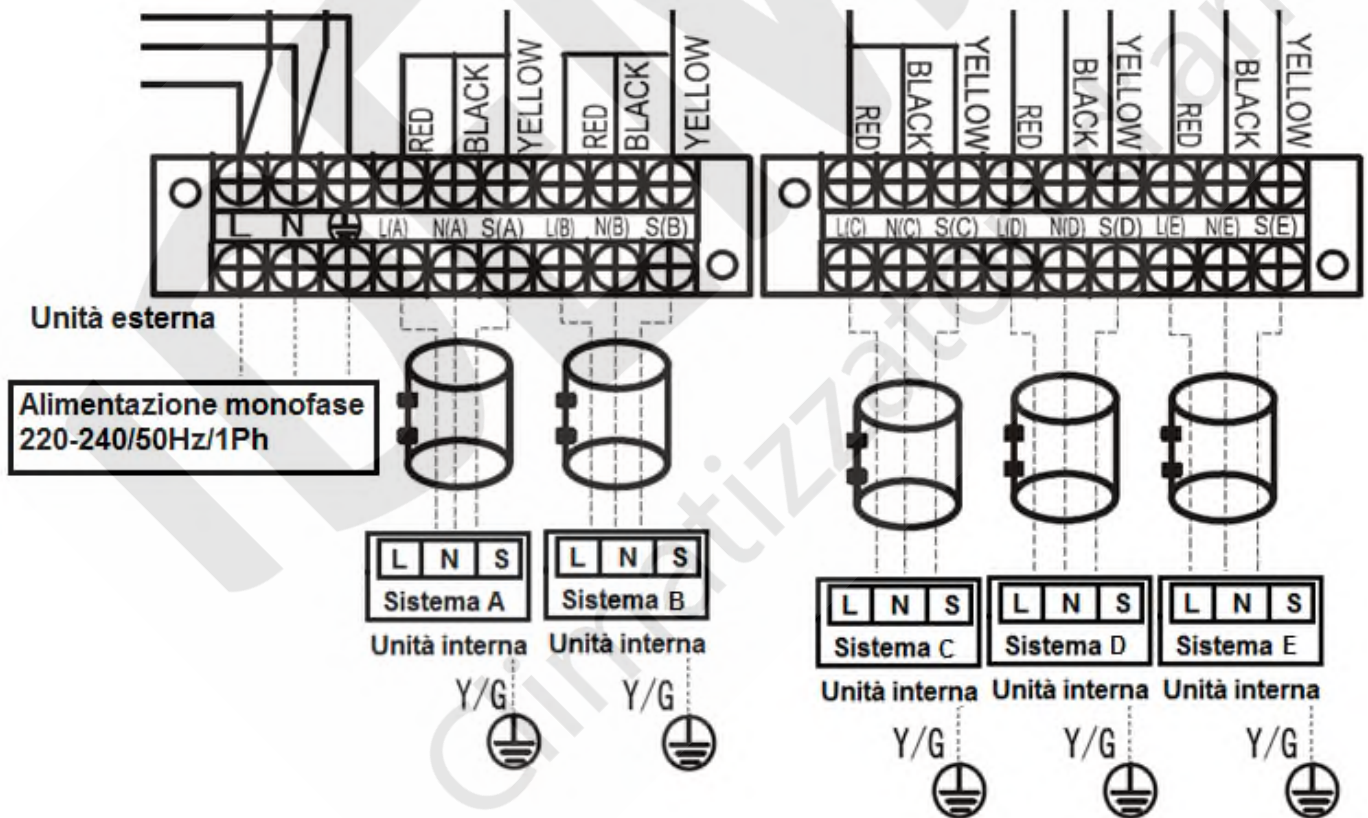 RED
BLACK
YELLOW
RED
BLACK
YELLOW
RED
BLACK
YELLOW
RED
BLACK
YELLOW
RED
BLACK
YELLOW
L N L(A) N(A) S(A) L(B) N(B) S(B)
L(C) N(C) S(C) L(D) N(D) S(D) L(E) N(E) S(E)
Unità esterna
Alimentazione monofase
220-240/50Hz/1Ph
L N S
Sistema A
Unità interna
Y/G
L N S
Sistema B
Unità interna
Y/G
L N S
Sistema C
Unità interna
Y/G
L N S
Sistema D
Unità interna
Y/G
L N S
Sistema E
Unità interna
Y/G